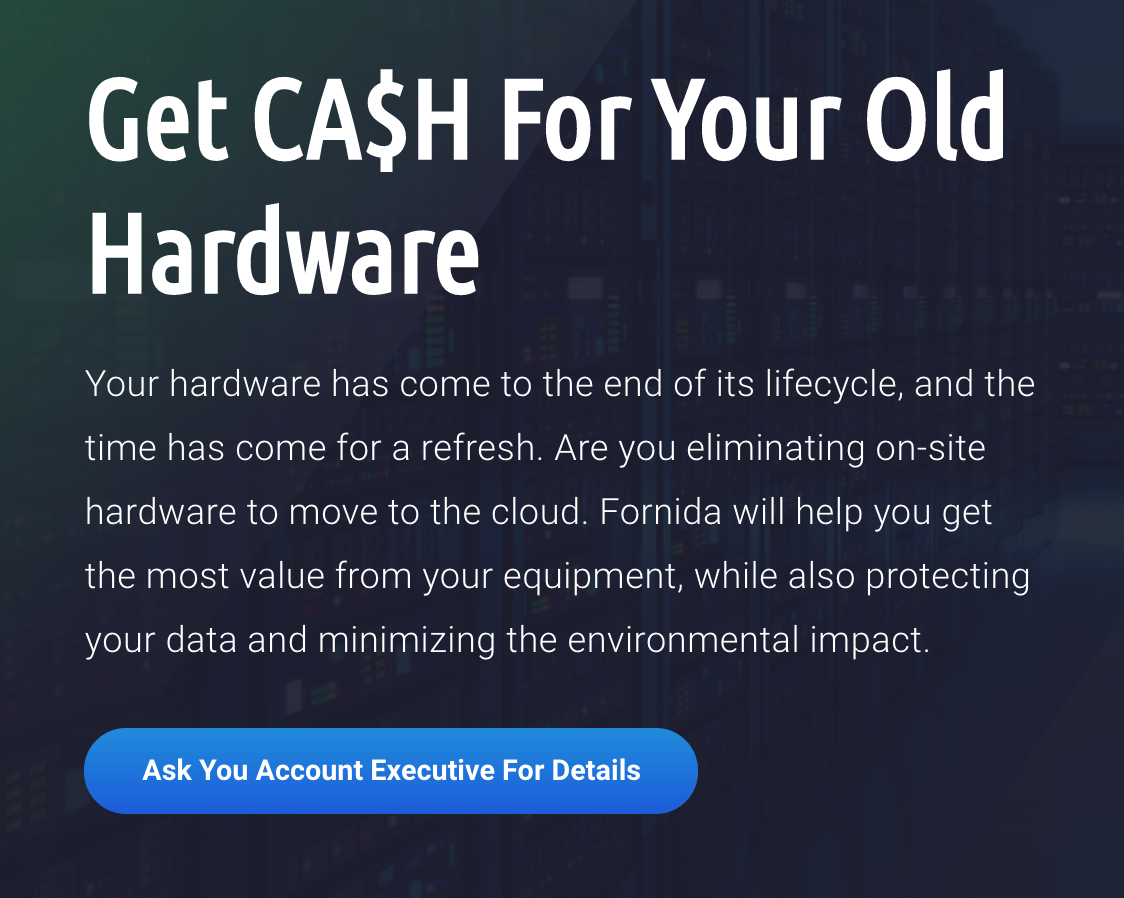 Get CA$H For Your Old
Hardware
Your hardware has come to the end of its lifecycle, and the
time has come for a refresh. Are you eliminating on-site
hardware to move to the cloud. Fornida will help you get
the most value from your equipment, while also protecting
your data and minimizing the environmental impact.
Ask You Account Executive For Details